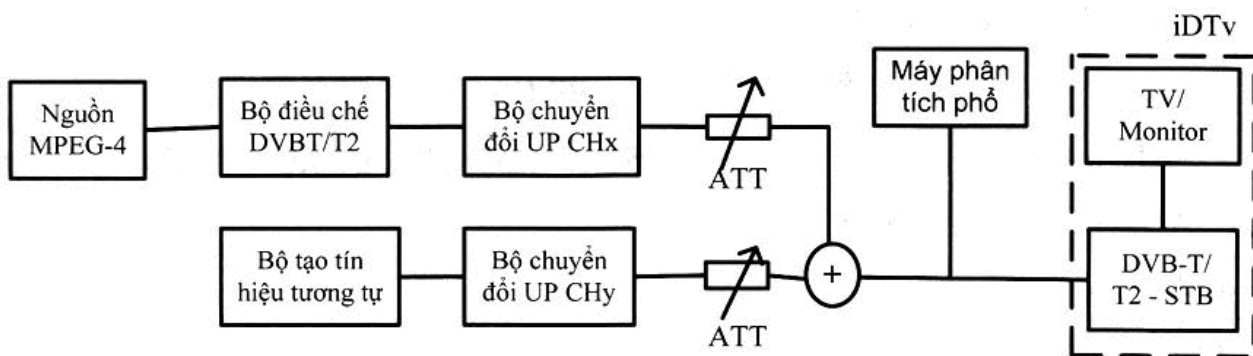 iDTv
Nguồn
MPEG-4
Bộ điều chế
DVBT/T2
Bộ chuyển
đổi UP CHx
ATT
Máy phân
tích phổ
TV/
Monitor
Bộ tạo tín
hiệu tương tự
Bộ chuyển
đổi UP CHy
ATT
+
DVB-T/
T2 - STB